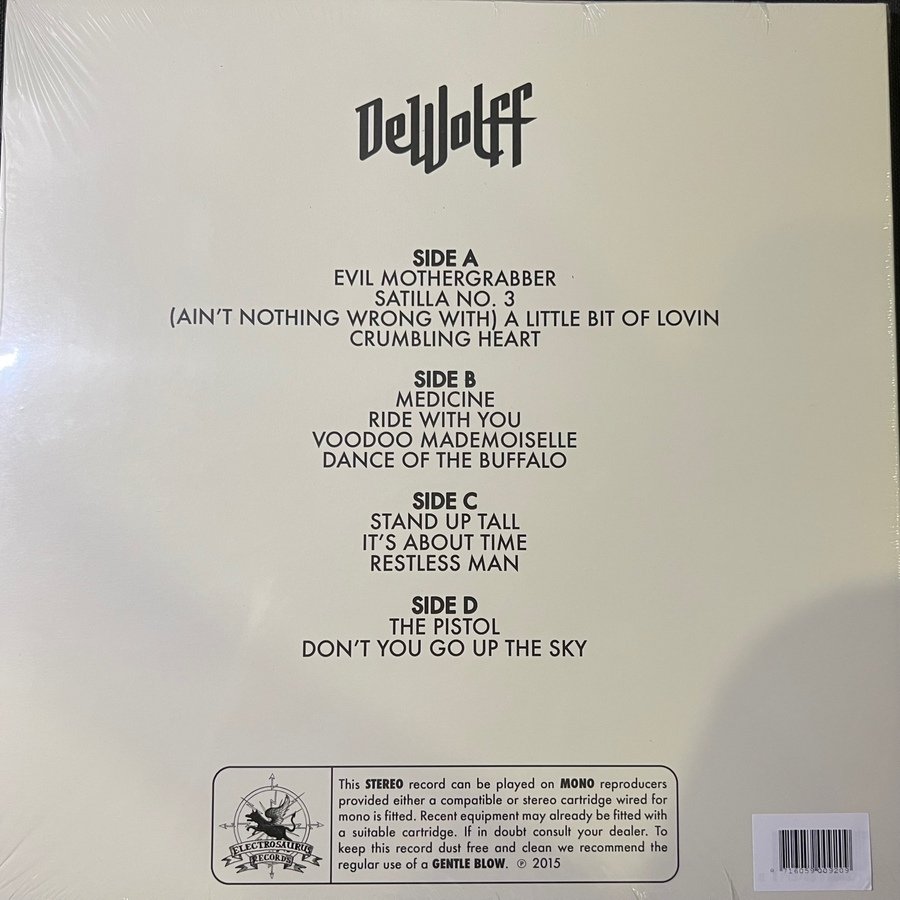 DeWolff
SIDE A
EVIL MOTHERGRABBER
SATILLA NO. 3
(AIN'T NOTHING WRONG WITH) A LITTLE BIT OF LOVIN
CRUMBLING HEART
SIDE B
MEDICINE
RIDE WITH YOU
VOODOO MADEMOISELLE
DANCE OF THE BUFFALO
SIDE C
STAND UP TALL
IT'S ABOUT TIME
RESTLESS MAN
SIDE D
THE PISTOL
DON'T YOU GO UP THE SKY
ELECTROSAURUS
RECORDS
This STEREO record can be played on MONO reproducers
provided either a compatible or stereo cartridge wired for
mono is fitted. Recent equipment may already be fitted with
a suitable cartridge. If in doubt consult your dealer. To
keep this record dust free and clean we recommend the
regular use of a GENTLE BLOW. ℗ 2015